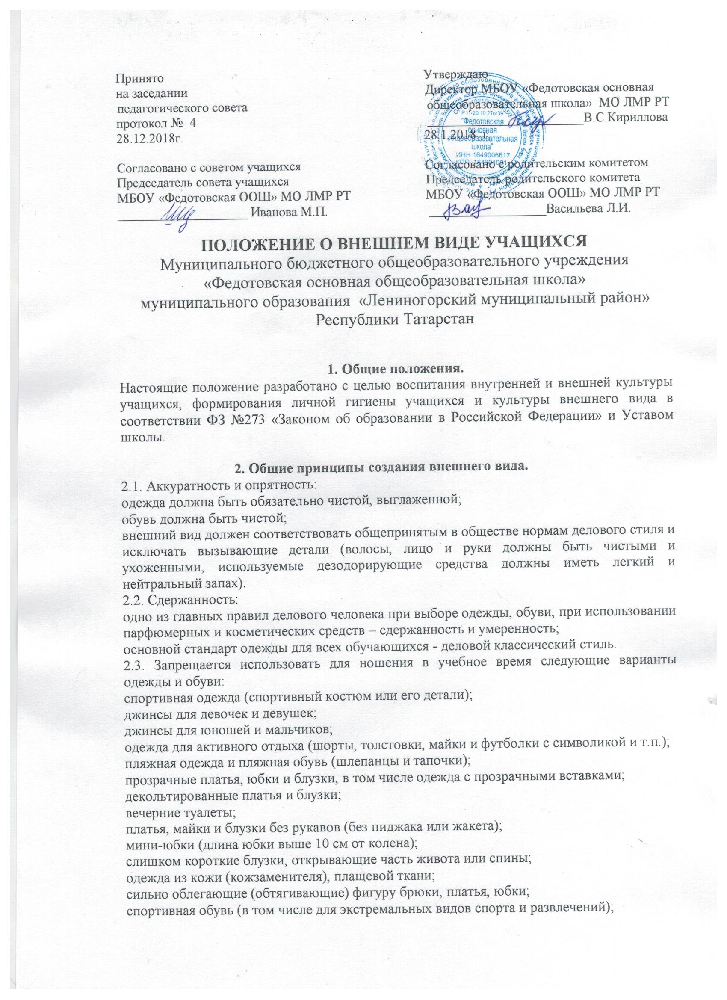 Принято
на заседании
педагогического совета
протокол № 4
28.12.2018г.
Утверждаю
Директор МБОУ «Федотовская основная
общеобразовательная школа» МО ЛМР РТ
В.С.Кириллова
28.1.2018 г.
"Федотовская
основная
общеобразовательная
школа"
ИНН 1649006617
КПП 164901001
Согласовано с советом учащихся
Председатель совета учащихся
МБОУ «Федотовская ООШ» МО ЛМР РТ
Иванова М.П.
Согласовано с родительским комитетом
Председатель родительского комитета
МБОУ «Федотовская ООШ» МО ЛМР РТ
Васильева Л.И.
ПОЛОЖЕНИЕ О ВНЕШНЕМ ВИДЕ УЧАЩИХСЯ
Муниципального бюджетного общеобразовательного учреждения
«Федотовская основная общеобразовательная школа»
муниципального образования «Лениногорский муниципальный район»
Республики Татарстан
1. Общие положения.
Настоящие положение разработано с целью воспитания внутренней и внешней культуры
учащихся, формирования личной гигиены учащихся и культуры внешнего вида в
соответствии ФЗ №273 «Законом об образовании в Российской Федерации» и Уставом
школы.
2. Общие принципы создания внешнего вида.
2.1. Аккуратность и опрятность:
одежда должна быть обязательно чистой, выглаженной;
обувь должна быть чистой;
внешний вид должен соответствовать общепринятым в обществе нормам делового стиля и
исключать вызывающие детали (волосы, лицо и руки должны быть чистыми и
ухоженными, используемые дезодорирующие средства должны иметь легкий и
нейтральный запах).
2.2. Сдержанность:
одно из главных правил делового человека при выборе одежды, обуви, при использовании
парфюмерных и косметических средств – сдержанность и умеренность;
основной стандарт одежды для всех обучающихся - деловой классический стиль.
2.3. Запрещается использовать для ношения в учебное время следующие варианты
одежды и обуви:
спортивная одежда (спортивный костюм или его детали);
джинсы для девочек и девушек;
джинсы для юношей и мальчиков;
одежда для активного отдыха (шорты, толстовки, майки и футболки с символикой и т.п.);
пляжная одежда и пляжная обувь (шлепанцы и тапочки);
прозрачные платья, юбки и блузки, в том числе одежда с прозрачными вставками;
декольтированные платья и блузки;
вечерние туалеты;
платья, майки и блузки без рукавов (без пиджака или жакета);
мини-юбки (длина юбки выше 10 см от колена);
слишком короткие блузки, открывающие часть живота или спины;
одежда из кожи (кожзаменителя), плащевой ткани;
сильно облегающие (обтягивающие) фигуру брюки, платья, юбки;
спортивная обувь (в том числе для экстремальных видов спорта и развлечений);